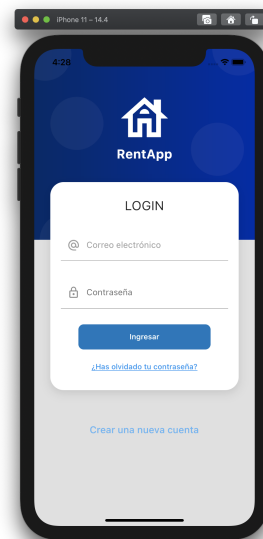 iPhone 11 – 14.4
4:28
RentApp
LOGIN
Correo electrónico
Contraseña
Ingresar
¿Has olvidado tu contraseña?
Crear una nueva cuenta